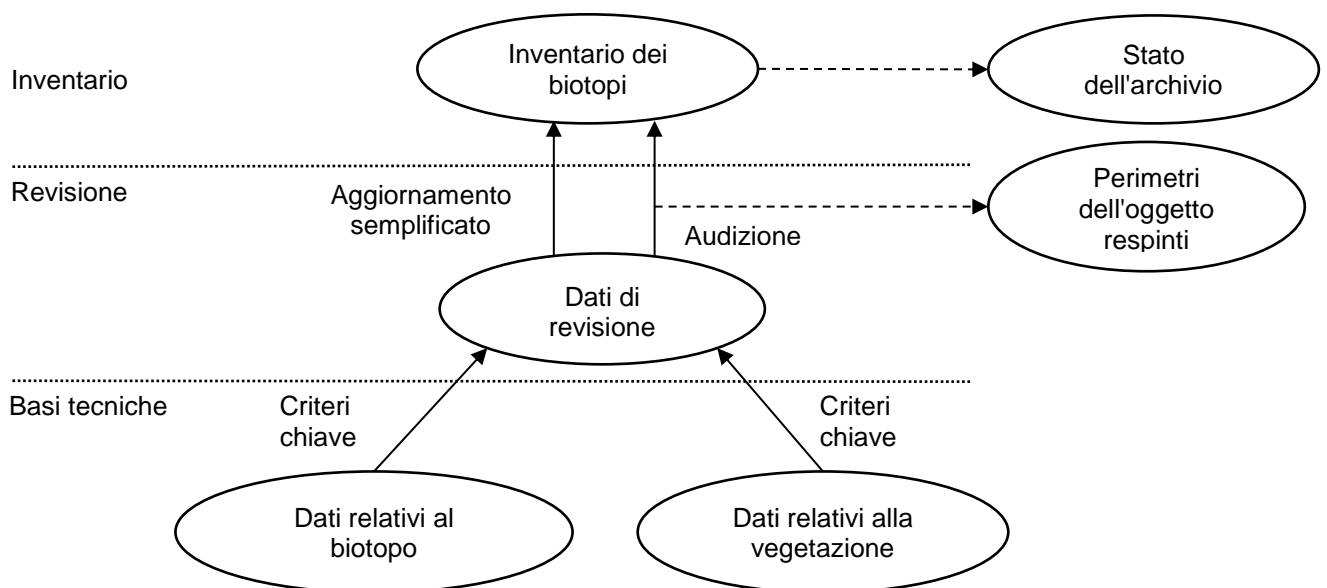 Inventario
Inventario dei
biotopi
Stato
dell'archivio
Revisione
Aggiornamento
semplificato
Audizione
Perimetri
dell'oggetto
respinti
Dati di
revisione
Basi tecniche
Criteri
chiave
Criteri
chiave
Dati relativi al
biotopo
Dati relativi alla
vegetazione